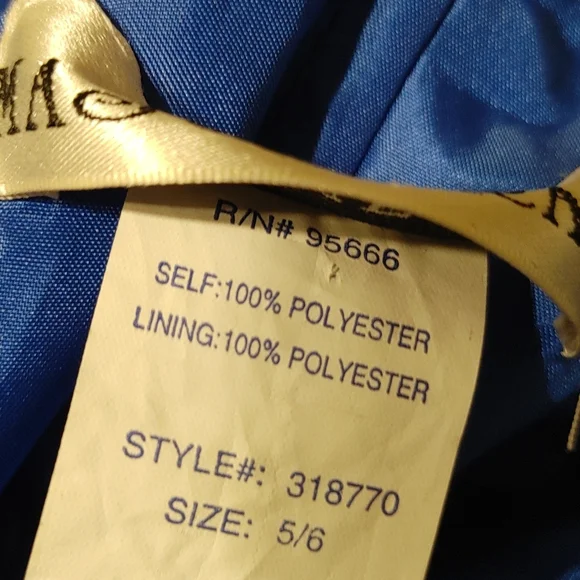 R/N# 95666
SELF:100% POLYESTER
LINING:100% POLYESTER
STYLE#: 318770
SIZE: 5/6